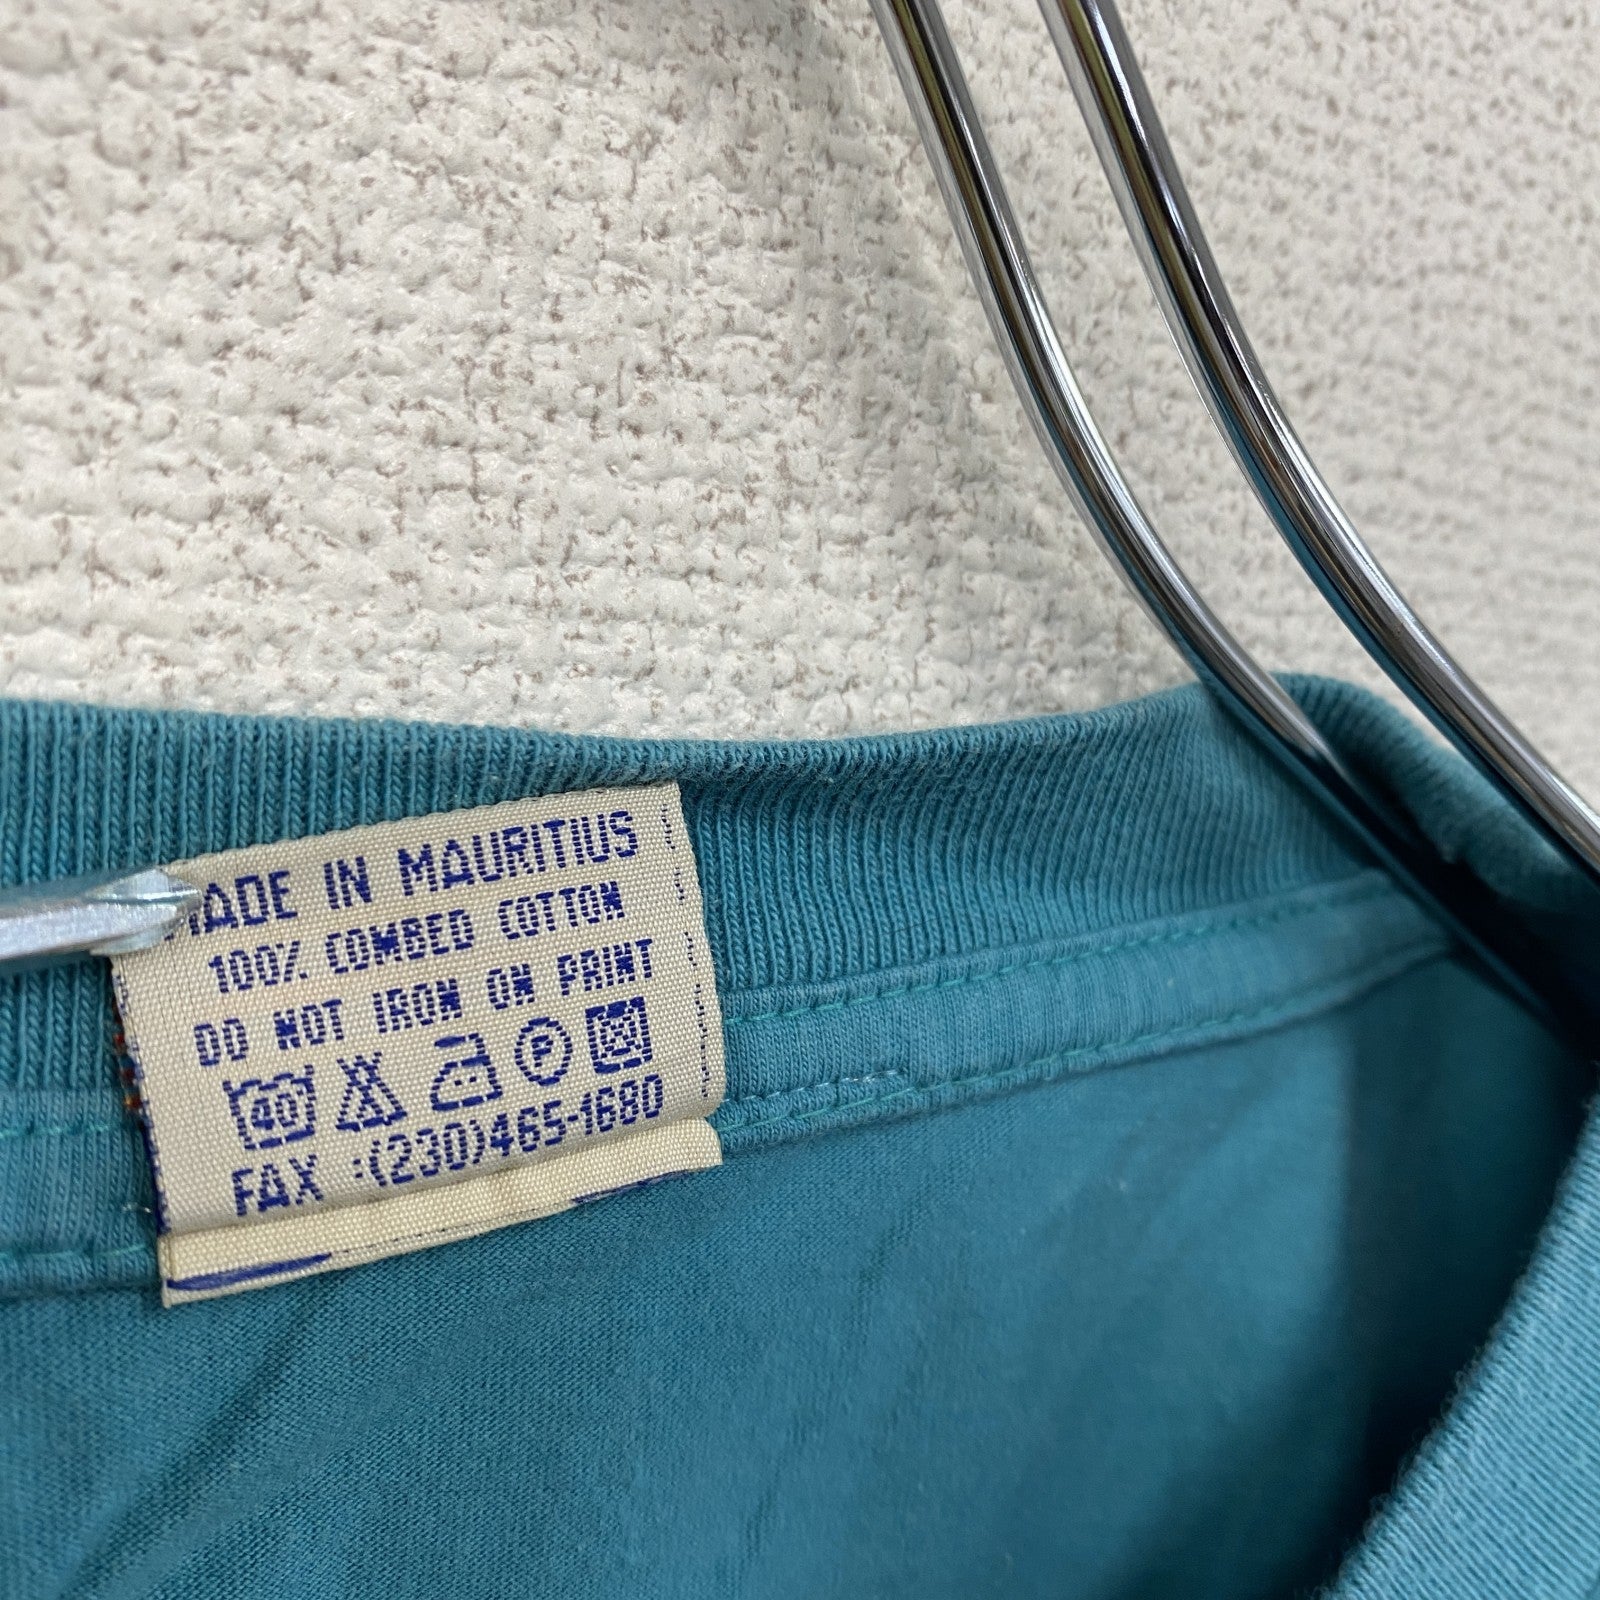 MADE IN MAURITIUS
100% COMBED COTTON
DO NOT IRON ON PRINT
40 P
FAX :(230)465-1680